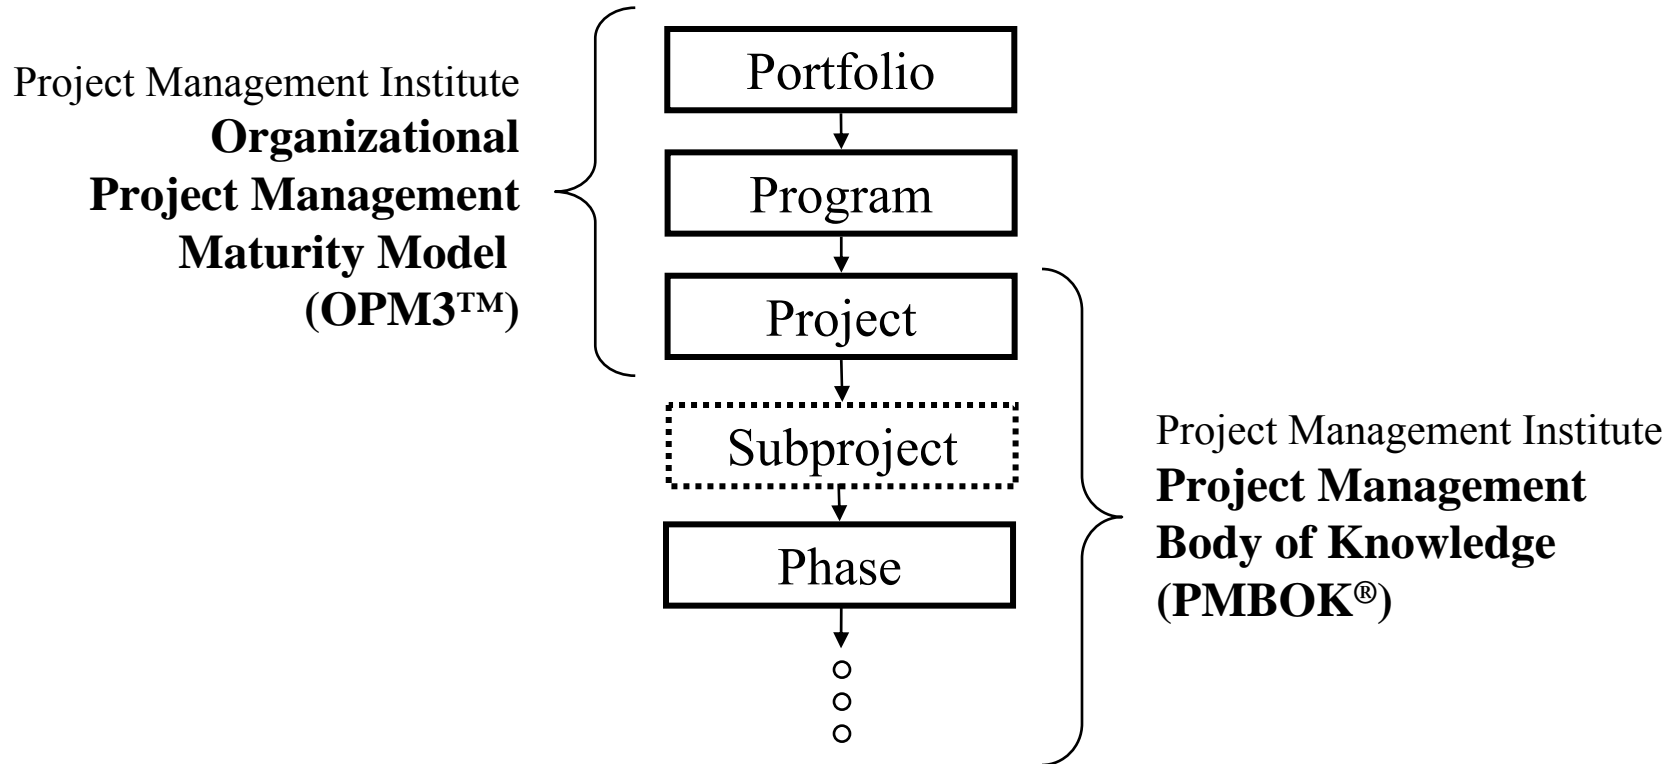 Project Management Institute
Organizational
Project Management
Maturity Model
(OPM3™)
Portfolio
Program
Project
Subproject
Phase
Project Management Institute
Project Management
Body of Knowledge
(PMBOK®)